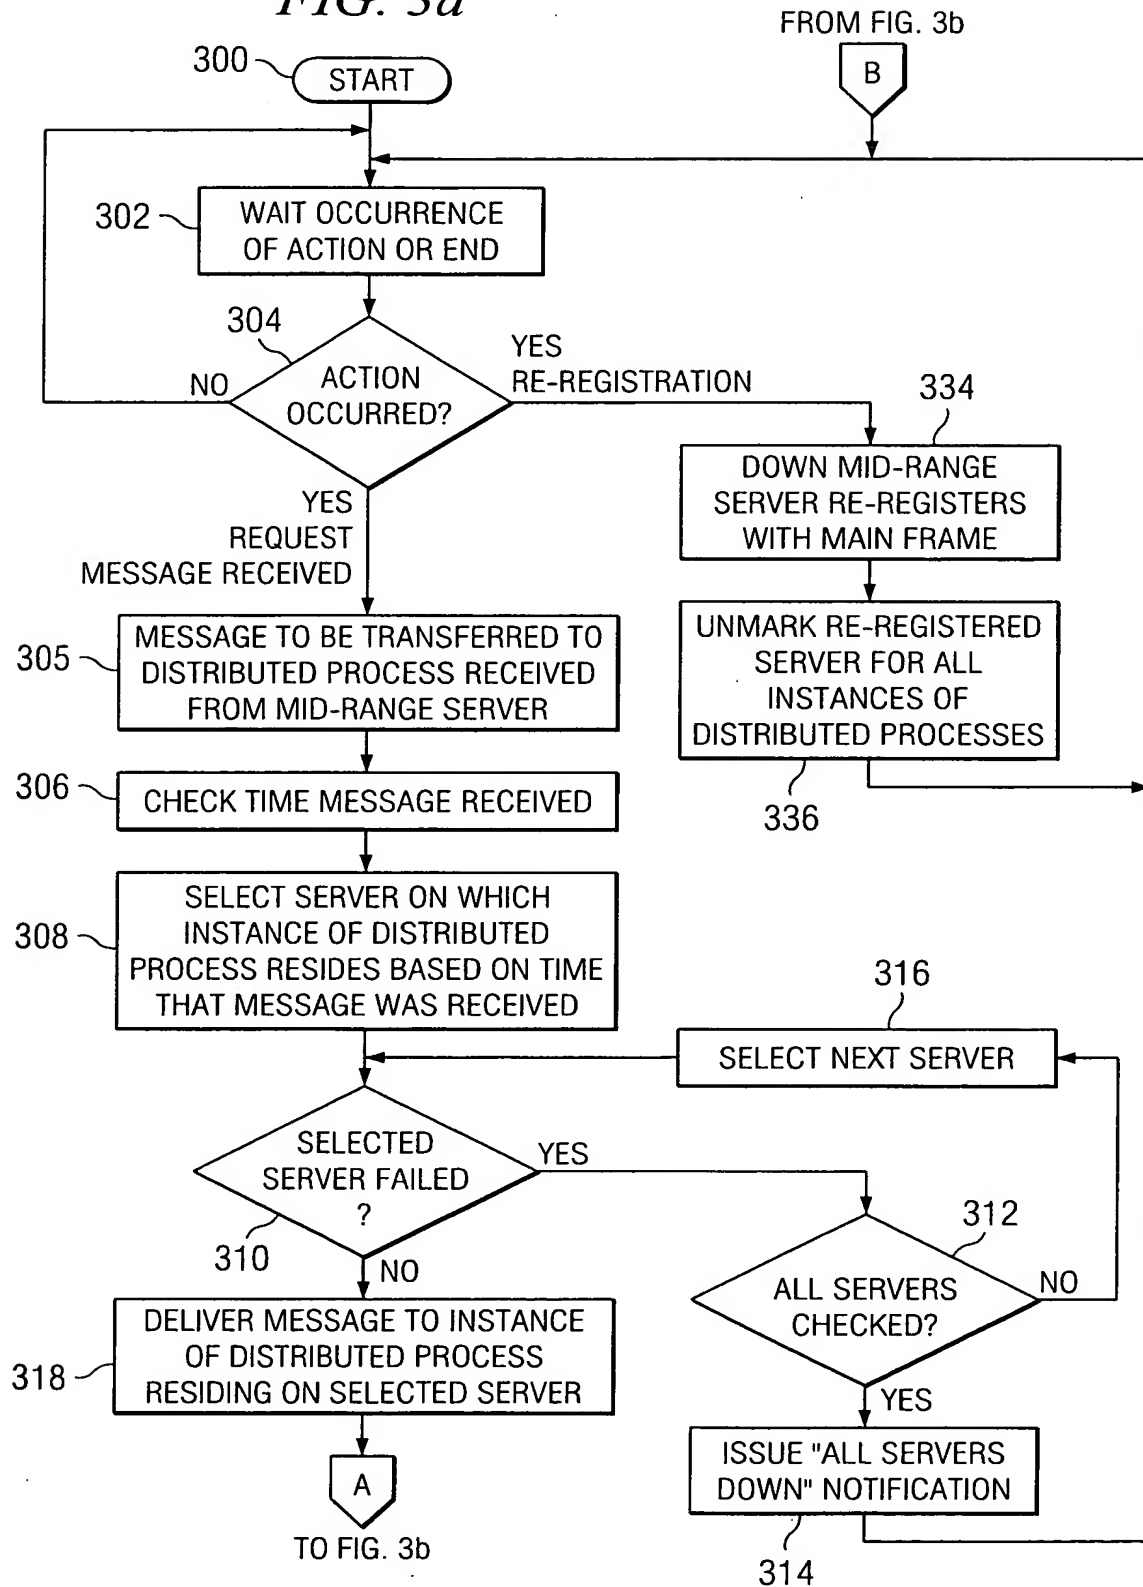 FIG. 3a
FROM FIG. 3b
B
300
START
302
WAIT OCCURRENCE
OF ACTION OR END
304
ACTION
OCCURRED?
NO
YES
RE-REGISTRATION
334
DOWN MID-RANGE
SERVER RE-REGISTERS
WITH MAIN FRAME
YES
REQUEST
MESSAGE RECEIVED
UNMARK RE-REGISTERED
SERVER FOR ALL
INSTANCES OF
DISTRIBUTED PROCESSES
336
305
MESSAGE TO BE TRANSFERRED TO
DISTRIBUTED PROCESS RECEIVED
FROM MID-RANGE SERVER
306
CHECK TIME MESSAGE RECEIVED
308
SELECT SERVER ON WHICH
INSTANCE OF DISTRIBUTED
PROCESS RESIDES BASED ON TIME
THAT MESSAGE WAS RECEIVED
316
SELECT NEXT SERVER
SELECTED
SERVER FAILED
?
310
YES
NO
312
ALL SERVERS
CHECKED?
NO
YES
318
DELIVER MESSAGE TO INSTANCE
OF DISTRIBUTED PROCESS
RESIDING ON SELECTED SERVER
ISSUE "ALL SERVERS
DOWN" NOTIFICATION
314
A
TO FIG. 3b